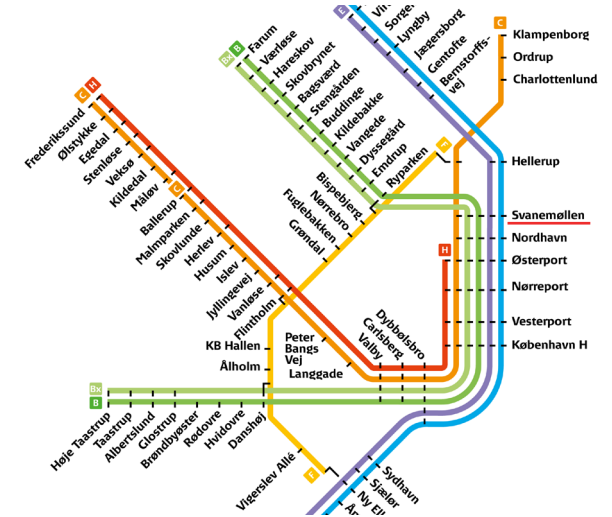 C
H
Frederikssund
Ølstykke
Egedal
Stenløse
Veksø
Kildedal
Måløv
C
Ballerup
Malmparken
Skovlunde
Herlev
Husum
Islev
Jyllingevej
Vanløse
Flintholm
Bx
B
Farum
Værløse
Hareskov
Skovbrynet
Bagsværd
Stengården
Buddinge
Kildebakke
Vangede
Dyssegård
Emdrup
Ryparken
F
Bispebjerg
Nørrebro
Fuglebakken
Grøndal
E
Lyngby
Jægersborg
Gentofte
Bernstorffs-
vej
C
Klampenborg
Ordrup
Charlottenlund
Hellerup
Svanemøllen
Nordhavn
H
Østerport
Nørreport
Vesterport
København H
Dybbølsbro
Carlsberg
Valby
Peter
Bangs
Vej
Langgade
KB Hallen
Ålholm
Bx
B
Høje Taastrup
Taastrup
Albertslund
Glostrup
Brøndbyøster
Rødovre
Hvidovre
Danshøj
Vigerslev Allé
F
Sydhavn
Sjælør